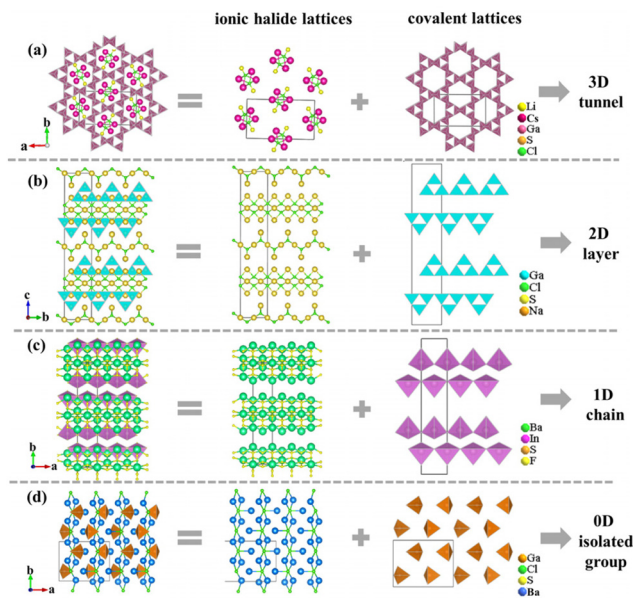 ionic halide lattices
covalent lattices
(a)
b
a
=
+
3D
tunnel
Li
Cs
Ga
S
Cl
(b)
c
b
=
+
2D
layer
Ga
Cl
S
Na
(c)
b
a
=
+
1D
chain
Ba
In
S
F
(d)
b
a
=
+
0D
isolated
group
Ga
Cl
S
Ba